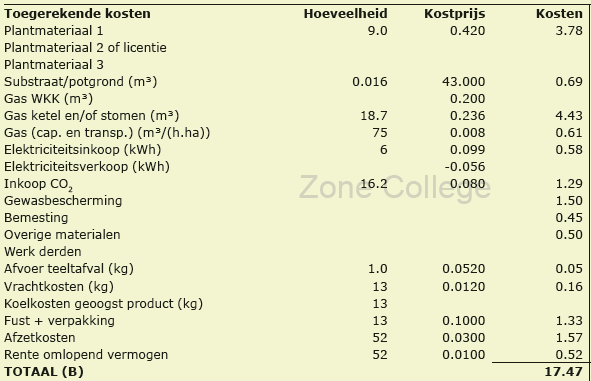 Toegerekende kosten Hoeveelheid Kostprijs Kosten
Plantmateriaal 1 9.0 0.420 3.78
Plantmateriaal 2 of licentie
Plantmateriaal 3
Substraat/potgrond (m³) 0.016 43.000 0.69
Gas WKK (m³) 0.200
Gas ketel en/of stomen (m³) 18.7 0.236 4.43
Gas (cap. en transp.) (m³/(h.ha)) 75 0.008 0.61
Elektriciteitsinkoop (kWh) 6 0.099 0.58
Elektriciteitsverkoop (kWh) -0.056
Inkoop CO₂ 16.2 0.080 1.29
Zone College
Gewasbescherming 1.50
Bemesting 0.45
Overige materialen 0.50
Werk derden
Afvoer teeltafval (kg) 1.0 0.0520 0.05
Vrachtkosten (kg) 13 0.0120 0.16
Koelkosten geoogst product (kg) 13
Fust + verpakking 13 0.1000 1.33
Afzetkosten 52 0.0300 1.57
Rente omlopend vermogen 52 0.0100 0.52
TOTAAL (B) 17.47